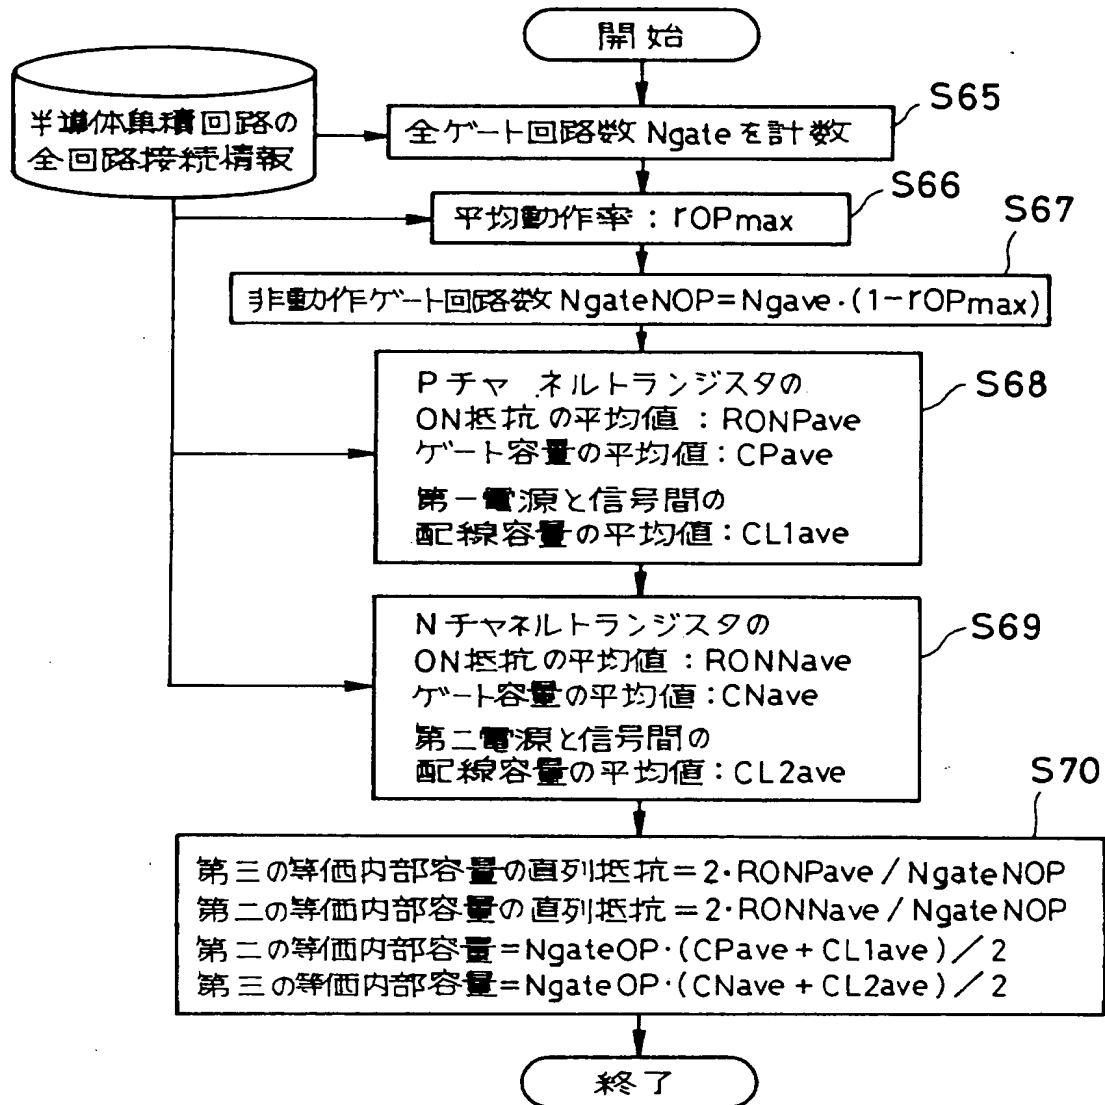 開始
半導体集積回路の
全回路接続情報
S65
全ゲート回路数 Ngateを計数
S66
平均動作率：rOPmax
S67
非動作ゲート回路数 NgateNOP=Ngave･(1-rOPmax)
S68
Pチャネルトランジスタの
ON抵抗の平均値：RONPave
ゲート容量の平均値：CPave
第一電源と信号間の
配線容量の平均値：CL1ave
S69
Nチャネルトランジスタの
ON抵抗の平均値：RONNave
ゲート容量の平均値：CNave
第二電源と信号間の
配線容量の平均値：CL2ave
S70
第三の等価内部容量の直列抵抗=2･RONPave/NgateNOP
第二の等価内部容量の直列抵抗=2･RONNave/NgateNOP
第二の等価内部容量=NgateOP･(CPave+CL1ave)/2
第三の等価内部容量=NgateOP･(CNave+CL2ave)/2
終了